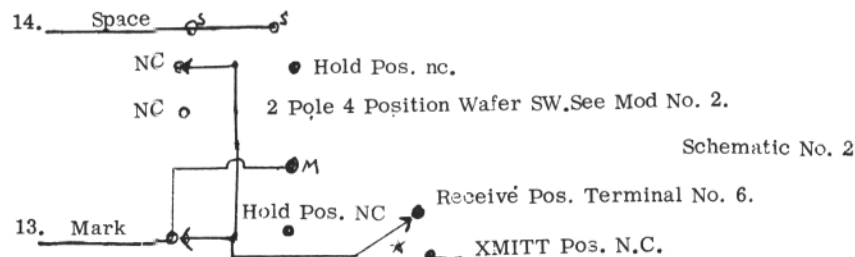 14. Space S S
NC Hold Pos. nc.
NC 2 Pole 4 Position Wafer SW.See Mod No. 2.
Schematic No. 2
M
Hold Pos. NC Receive Pos. Terminal No. 6.
13. Mark
* XMITT Pos. N.C.